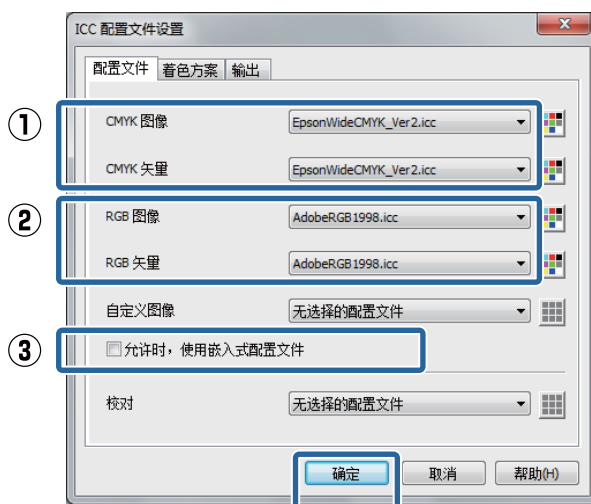 ICC 配置文件设置
配置文件 着色方案 输出
① CMYK 图像 EpsonWideCMYK_Ver2.icc
CMYK 矢量 EpsonWideCMYK_Ver2.icc
② RGB 图像 AdobeRGB1998.icc
RGB 矢量 AdobeRGB1998.icc
自定义图像 无选择的配置文件
③ 允许时，使用嵌入式配置文件
校对 无选择的配置文件
确定 取消 帮助(H)